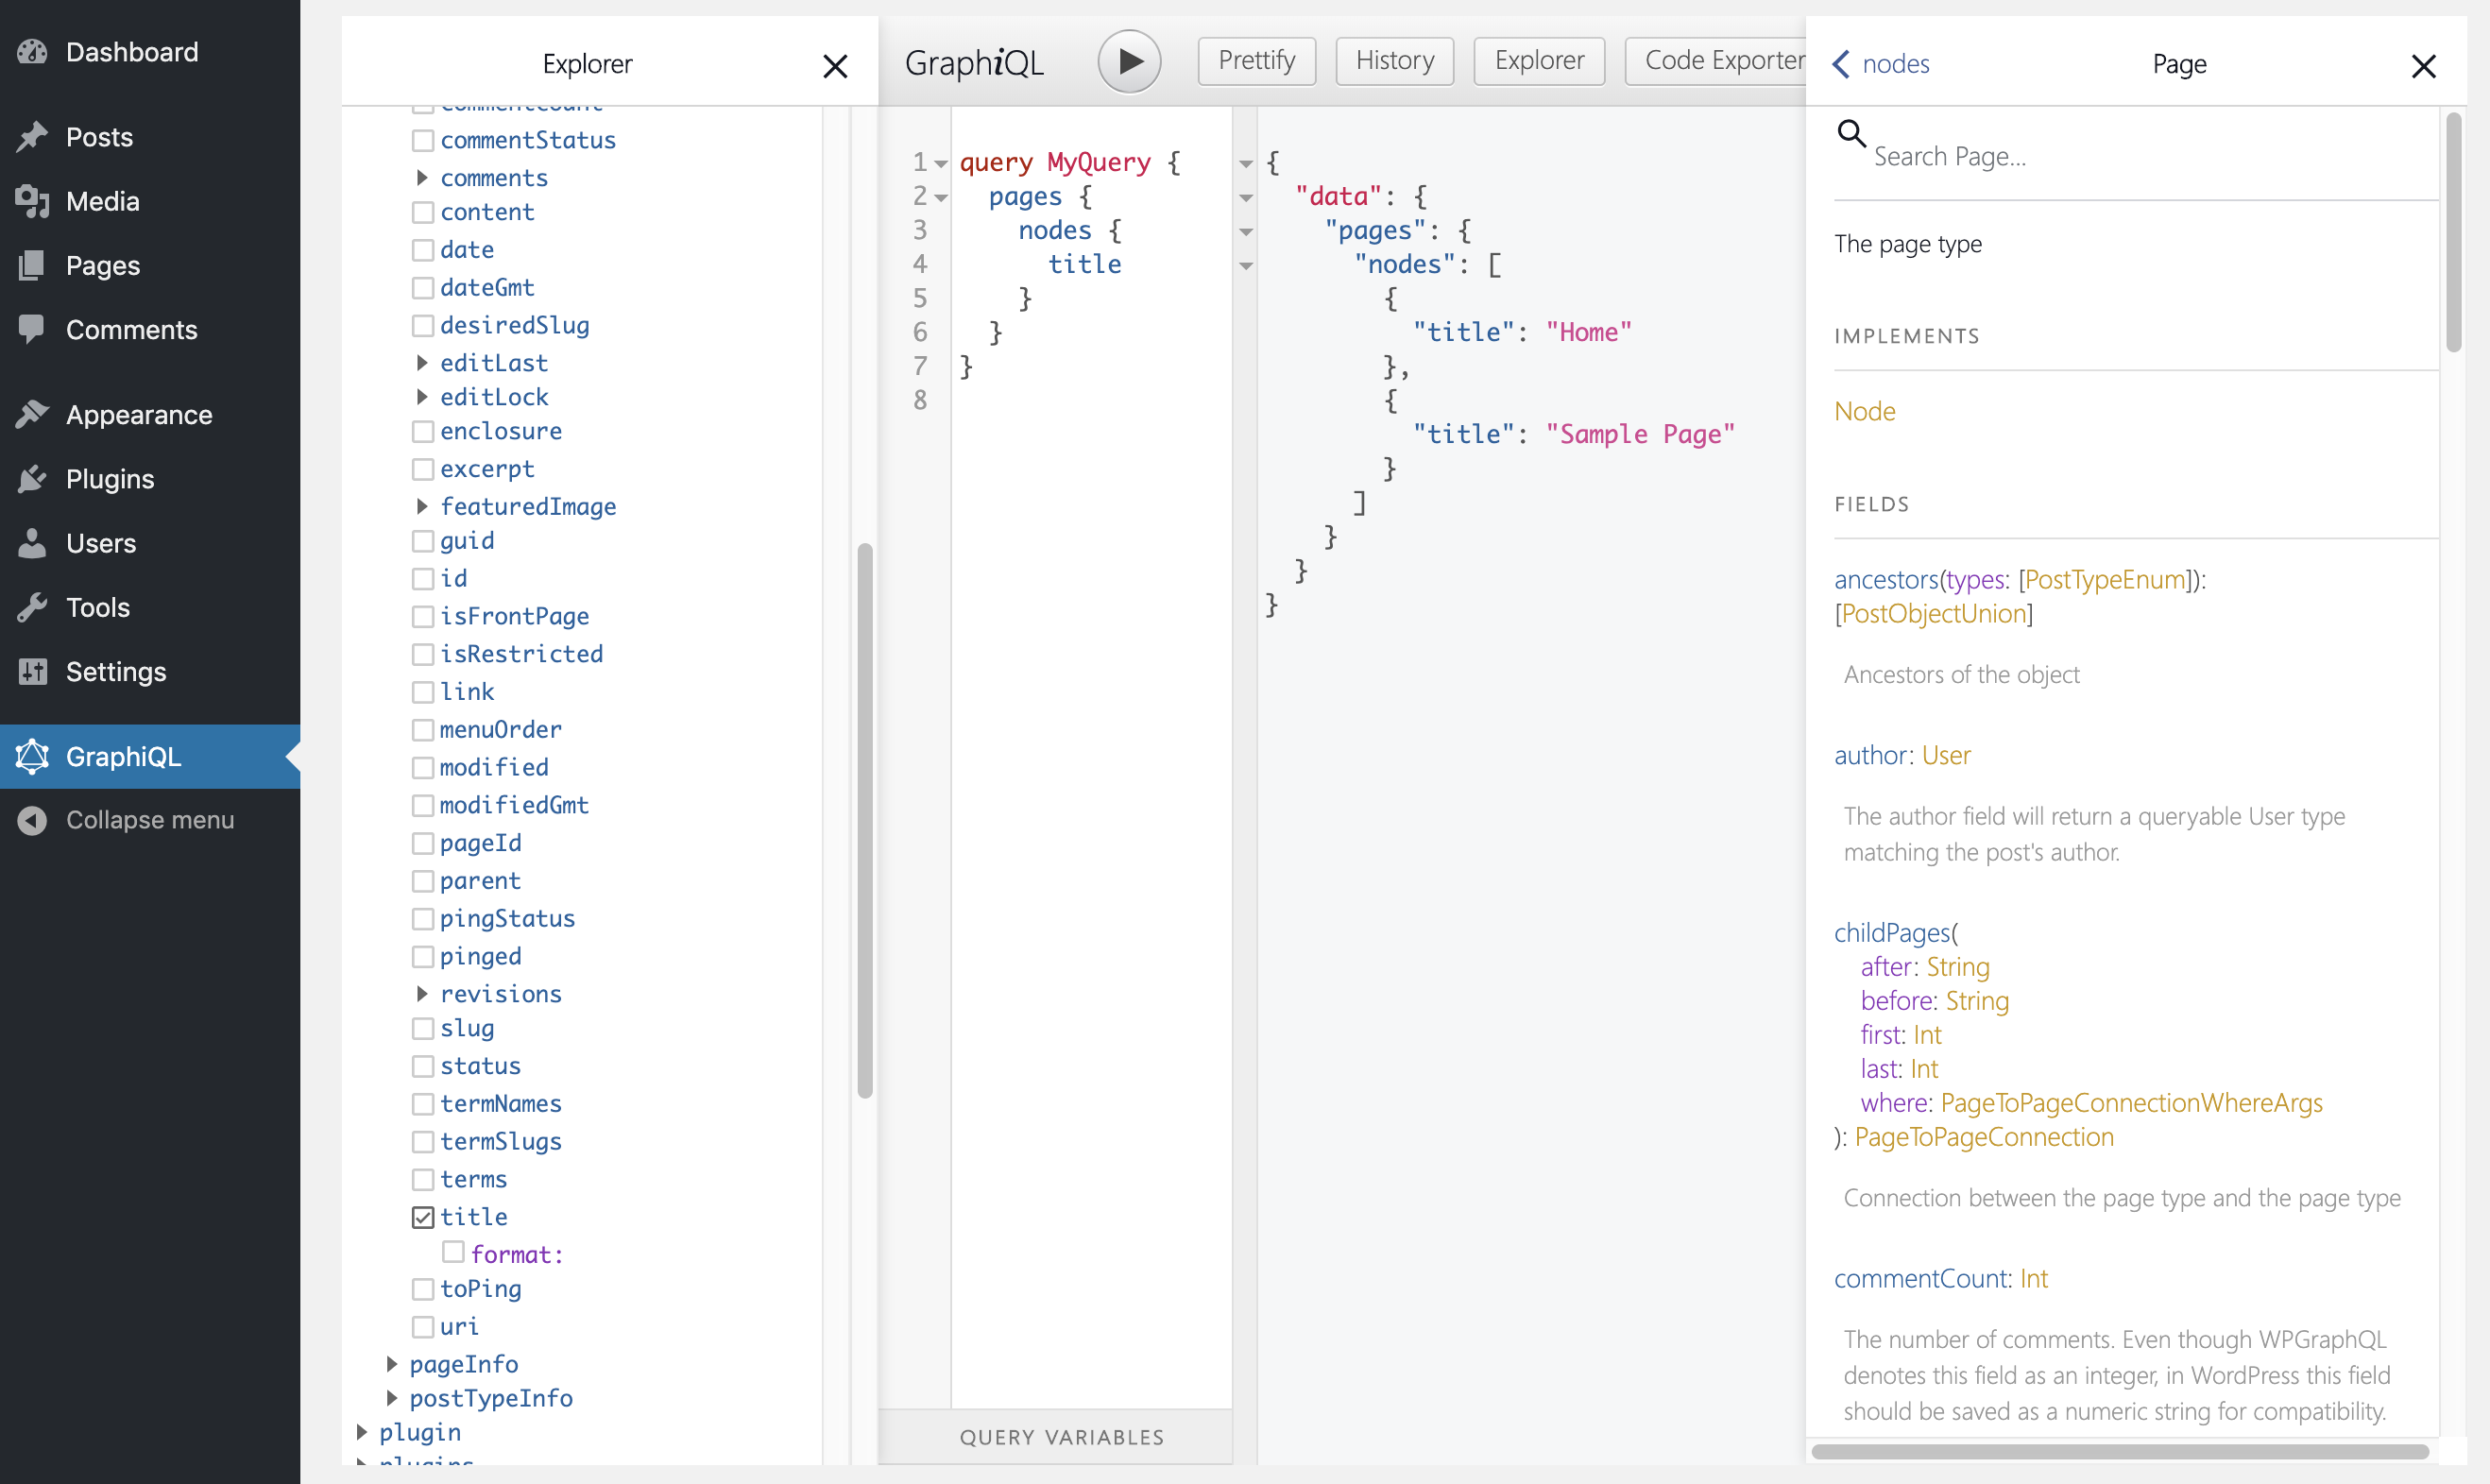 Dashboard
Posts
Media
Pages
Comments
Appearance
Plugins
Users
Tools
Settings
GraphiQL
Collapse menu
Explorer
commentCount
commentStatus
comments
content
date
dateGmt
desiredSlug
editLast
editLock
enclosure
excerpt
featuredImage
guid
id
isFrontPage
isRestricted
link
menuOrder
modified
modifiedGmt
pageId
parent
pingStatus
pinged
revisions
slug
status
termNames
termSlugs
terms
title
format:
toPing
uri
pageInfo
postTypeInfo
plugin
plugins
GraphiQL
Prettify
History
Explorer
Code Exporter
1 query MyQuery {
2 pages {
3 nodes {
4 title
5 }
6 }
7 }
8
QUERY VARIABLES
{
"data": {
"pages": {
"nodes": [
{
"title": "Home"
},
{
"title": "Sample Page"
}
]
}
}
}
nodes
Page
Search Page...
The page type
IMPLEMENTS
Node
FIELDS
ancestors(types: [PostTypeEnum]):
[PostObjectUnion]
Ancestors of the object
author: User
The author field will return a queryable User type
matching the post's author.
childPages(
after: String
before: String
first: Int
last: Int
where: PageToPageConnectionWhereArgs
): PageToPageConnection
Connection between the page type and the page type
commentCount: Int
The number of comments. Even though WPGraphQL
denotes this field as an integer, in WordPress this field
should be saved as a numeric string for compatibility.